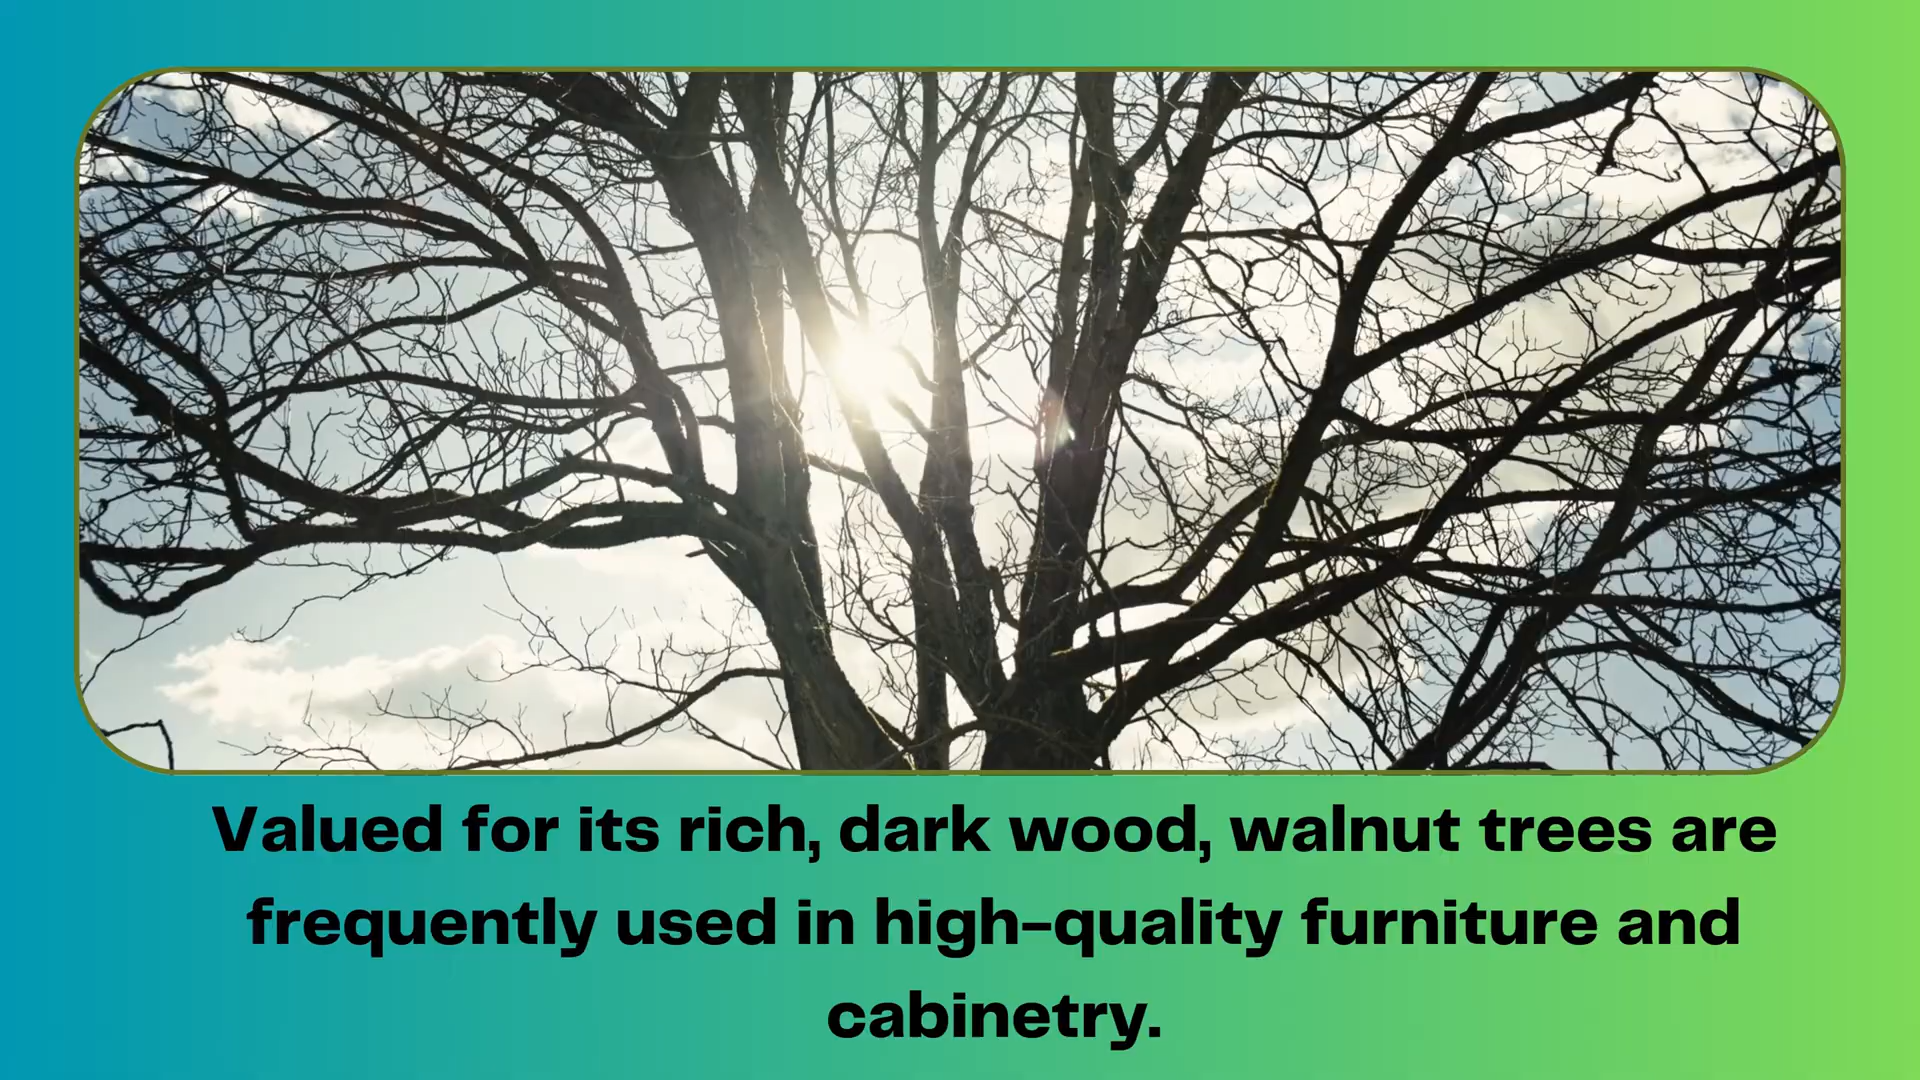 Valued for its rich, dark wood, walnut trees are
frequently used in high-quality furniture and
cabinetry.